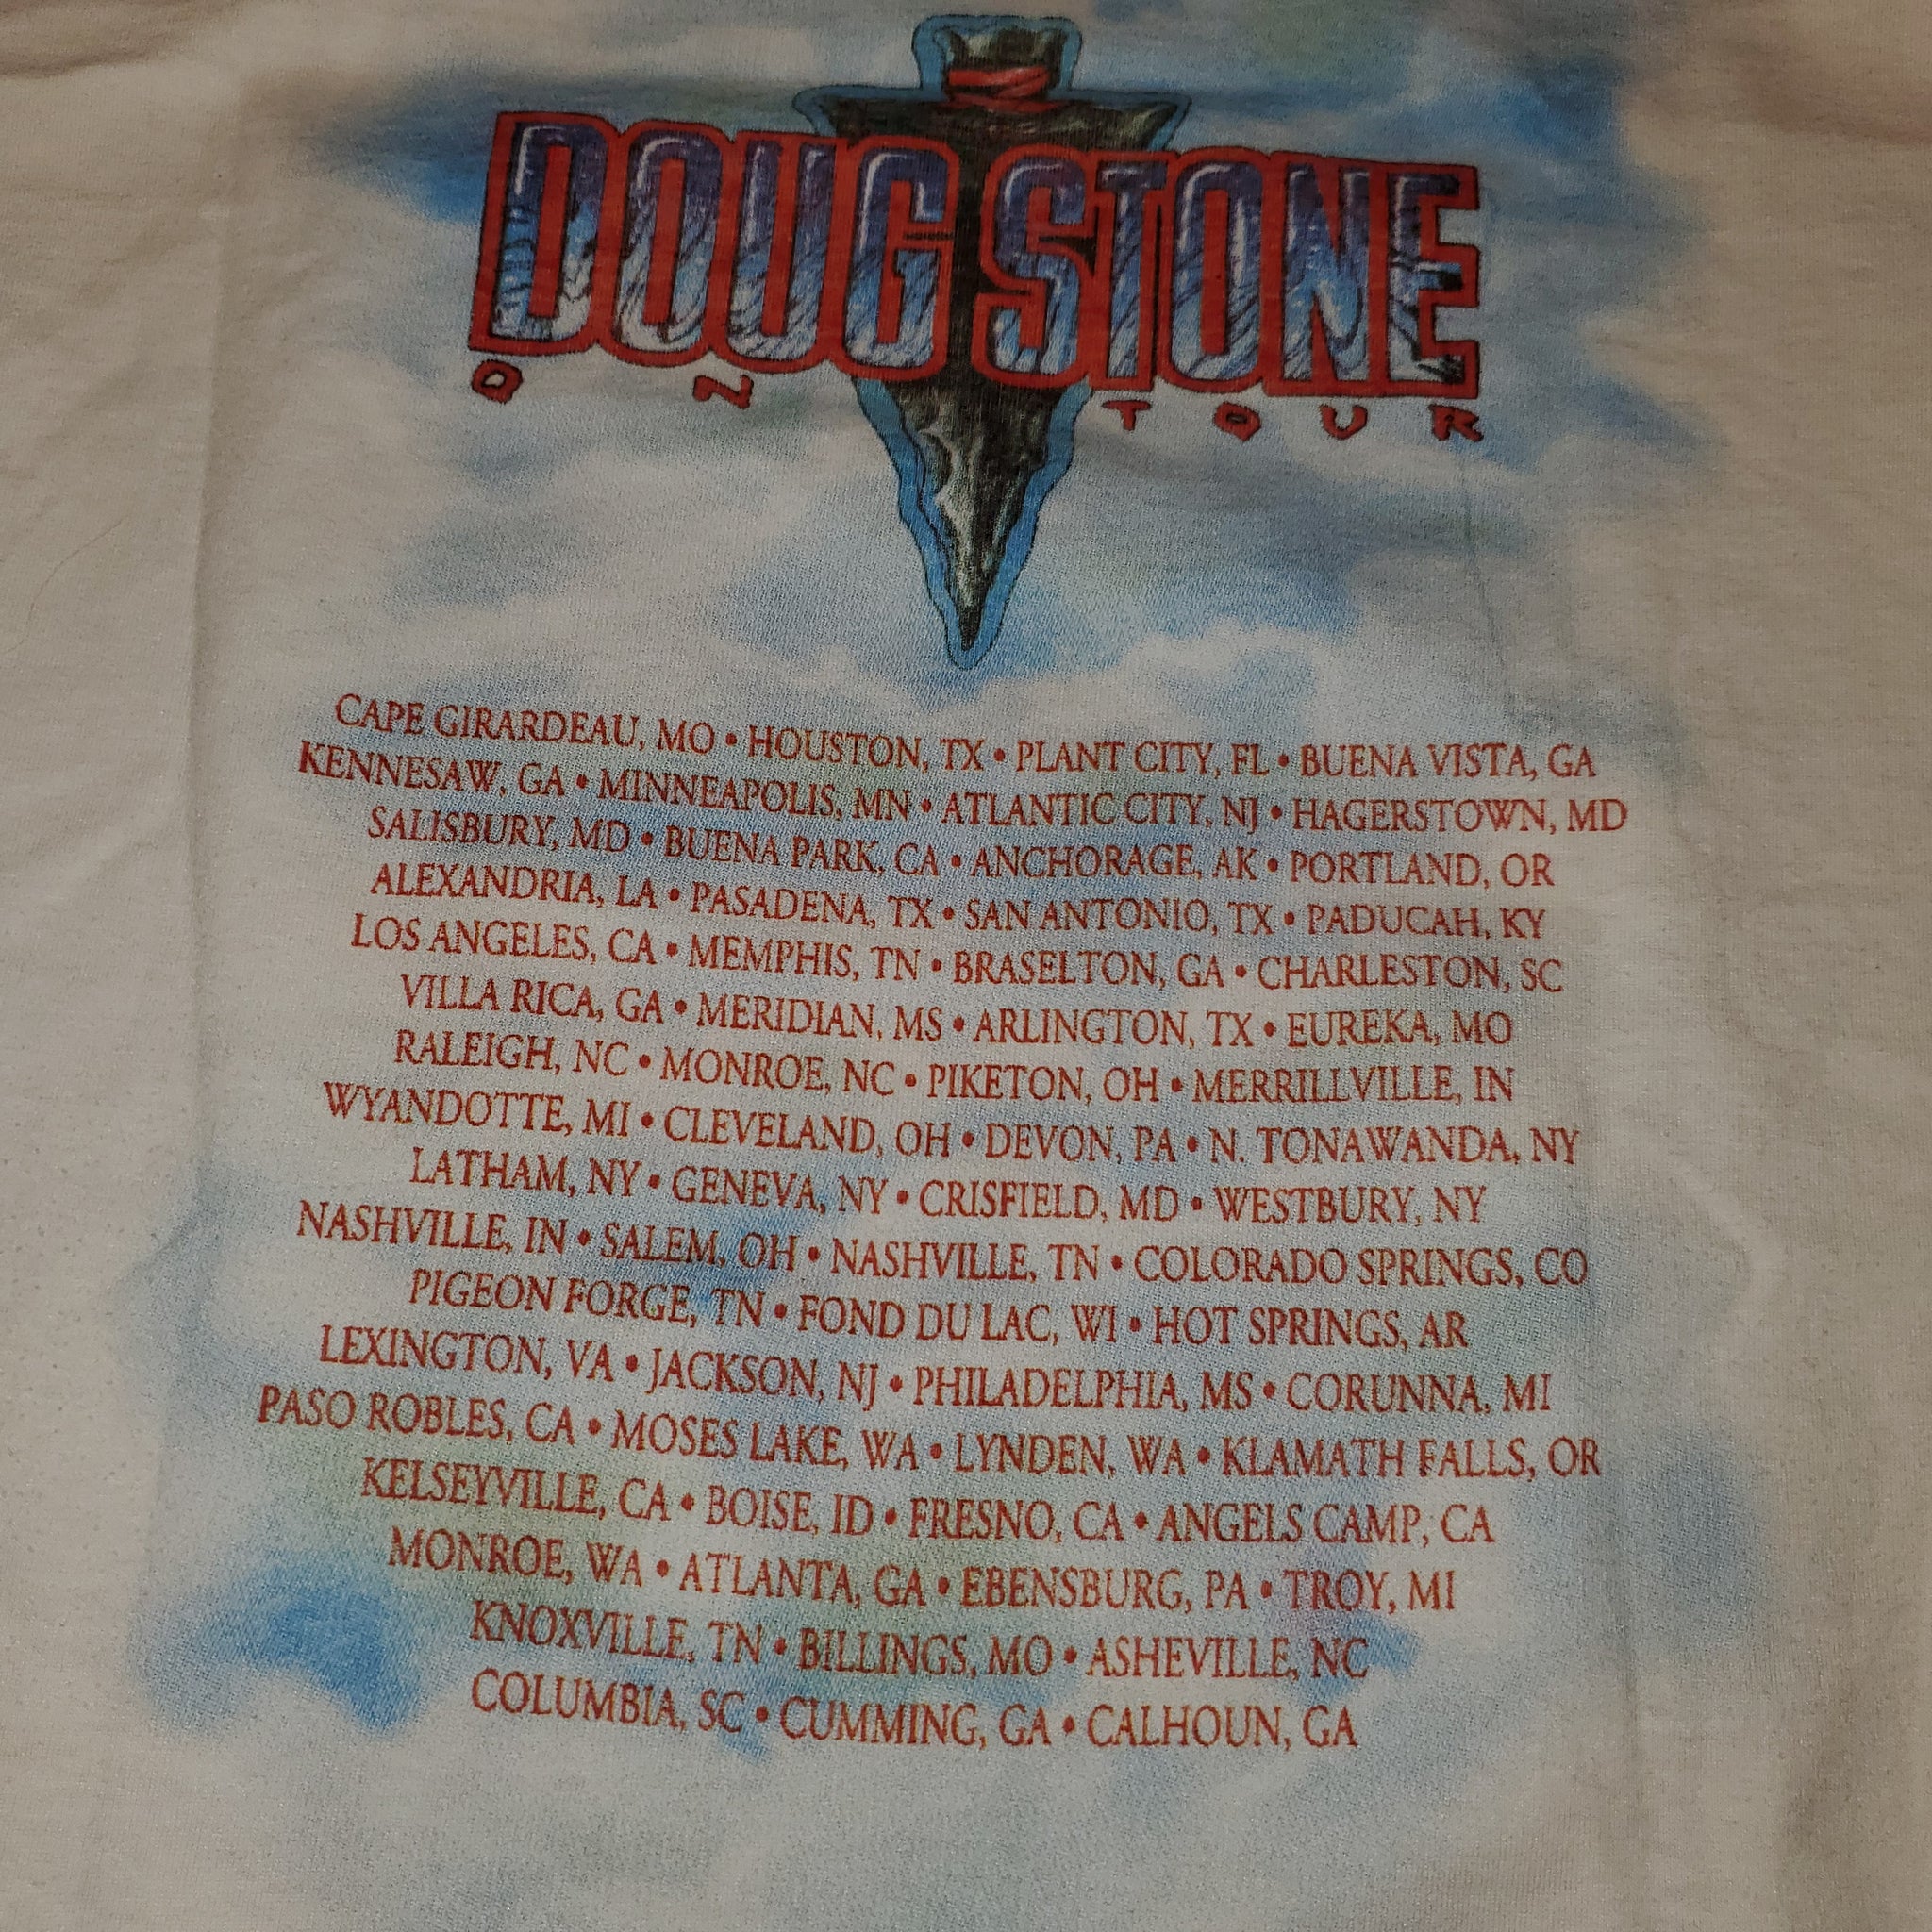 DOUG STONE
ON TOUR
CAPE GIRARDEAU, MO • HOUSTON, TX • PLANT CITY, FL • BUENA VISTA, GA
KENNESAW, GA • MINNEAPOLIS, MN • ATLANTIC CITY, NJ • HAGERSTOWN, MD
SALISBURY, MD • BUENA PARK, CA • ANCHORAGE, AK • PORTLAND, OR
ALEXANDRIA, LA • PASADENA, TX • SAN ANTONIO, TX • PADUCAH, KY
LOS ANGELES, CA • MEMPHIS, TN • BRASELTON, GA • CHARLESTON, SC
VILLA RICA, GA • MERIDIAN, MS • ARLINGTON, TX • EUREKA, MO
RALEIGH, NC • MONROE, NC • PIKETON, OH • MERRILLVILLE, IN
WYANDOTTE, MI • CLEVELAND, OH • DEVON, PA • N. TONAWANDA, NY
LATHAM, NY • GENEVA, NY • CRISFIELD, MD • WESTBURY, NY
NASHVILLE, IN • SALEM, OH • NASHVILLE, TN • COLORADO SPRINGS, CO
PIGEON FORGE, TN • FOND DU LAC, WI • HOT SPRINGS, AR
LEXINGTON, VA • JACKSON, NJ • PHILADELPHIA, MS • CORUNNA, MI
PASO ROBLES, CA • MOSES LAKE, WA • LYNDEN, WA • KLAMATH FALLS, OR
KELSEYVILLE, CA • BOISE, ID • FRESNO, CA • ANGELS CAMP, CA
MONROE, WA • ATLANTA, GA • EBENSBURG, PA • TROY, MI
KNOXVILLE, TN • BILLINGS, MO • ASHEVILLE, NC
COLUMBIA, SC • CUMMING, GA • CALHOUN, GA